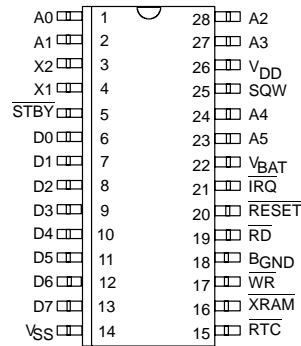 A0 1 28 A2
A1 2 27 A3
X2 3 26 VDD
X1 4 25 SQW
STBY 5 24 A4
D0 6 23 A5
D1 7 22 VBAT
D2 8 21 IRQ
D3 9 20 RESET
D4 10 19 RD
D5 11 18 BGND
D6 12 17 WR
D7 13 16 XRAM
VSS 14 15 RTC